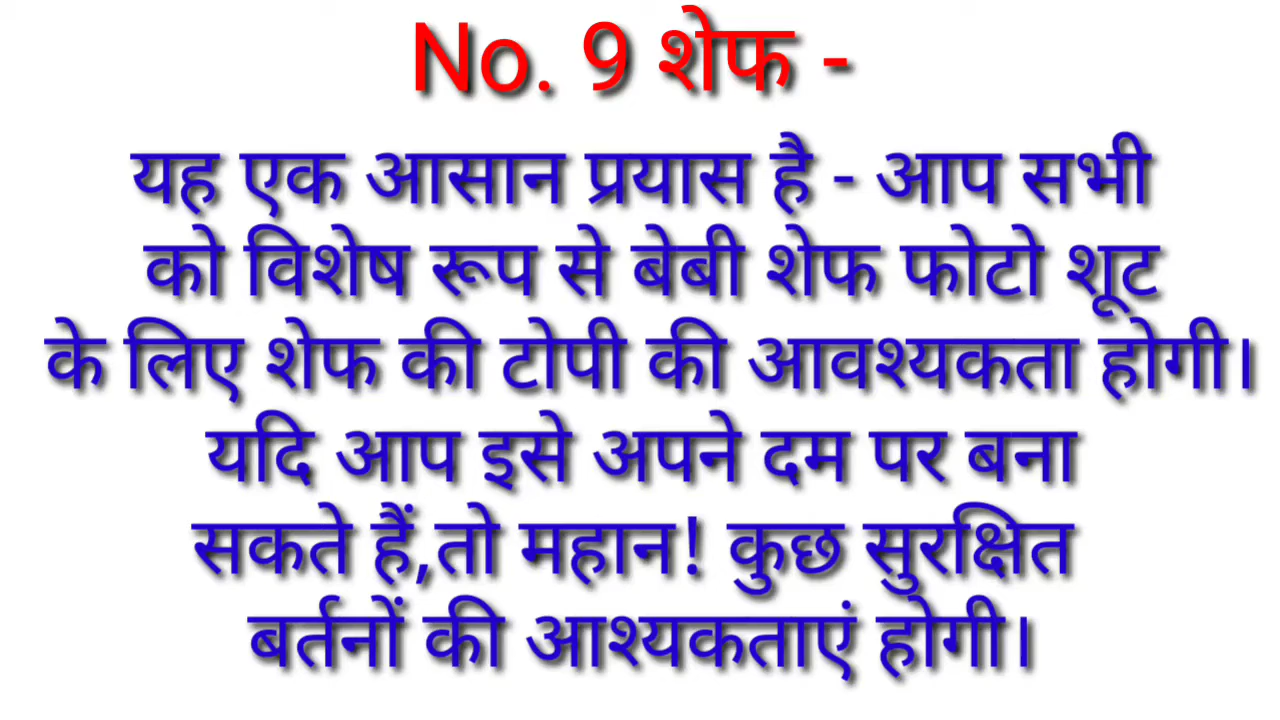 No. 9 शेफ -
यह एक आसान प्रयास है - आप सभी
को विशेष रूप से बेबी शेफ फोटो शूट
के लिए शेफ की टोपी की आवश्यकता होगी।
यदि आप इसे अपने दम पर बना
सकते हैं,तो महान! कुछ सुरक्षित
बर्तनों की आश्यकताएं होगी।